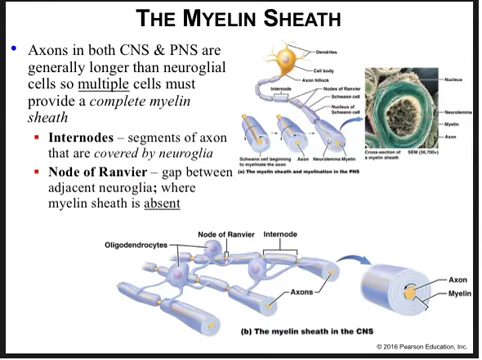 THE MYELIN SHEATH
• Axons in both CNS & PNS are
generally longer than neuroglial
cells so multiple cells must
provide a complete myelin
sheath
▪ Internodes – segments of axon
that are covered by neuroglia
▪ Node of Ranvier – gap between
adjacent neuroglia; where
myelin sheath is absent
Dendrites
Cell body
Axon hillock
Internode
Nodes of Ranvier
Schwann cell
Nucleus of
Schwann cell
Schwann cell beginning
to myelinate the axon
Axon
Neurolemma
Myelin
Nucleus
Neurolemma
Myelin
Axon
Cross-section of
a myelin sheath
(a) The myelin sheath and myelination in the PNS
Node of Ranvier
Internode
Oligodendrocytes
Axons
Axon
Myelin
(b) The myelin sheath in the CNS
© 2016 Pearson Education, Inc.